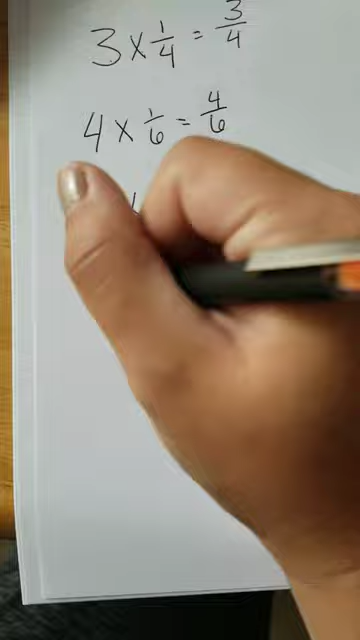 3 × 1/4 = 3/4
4 × 1/6 = 4/6